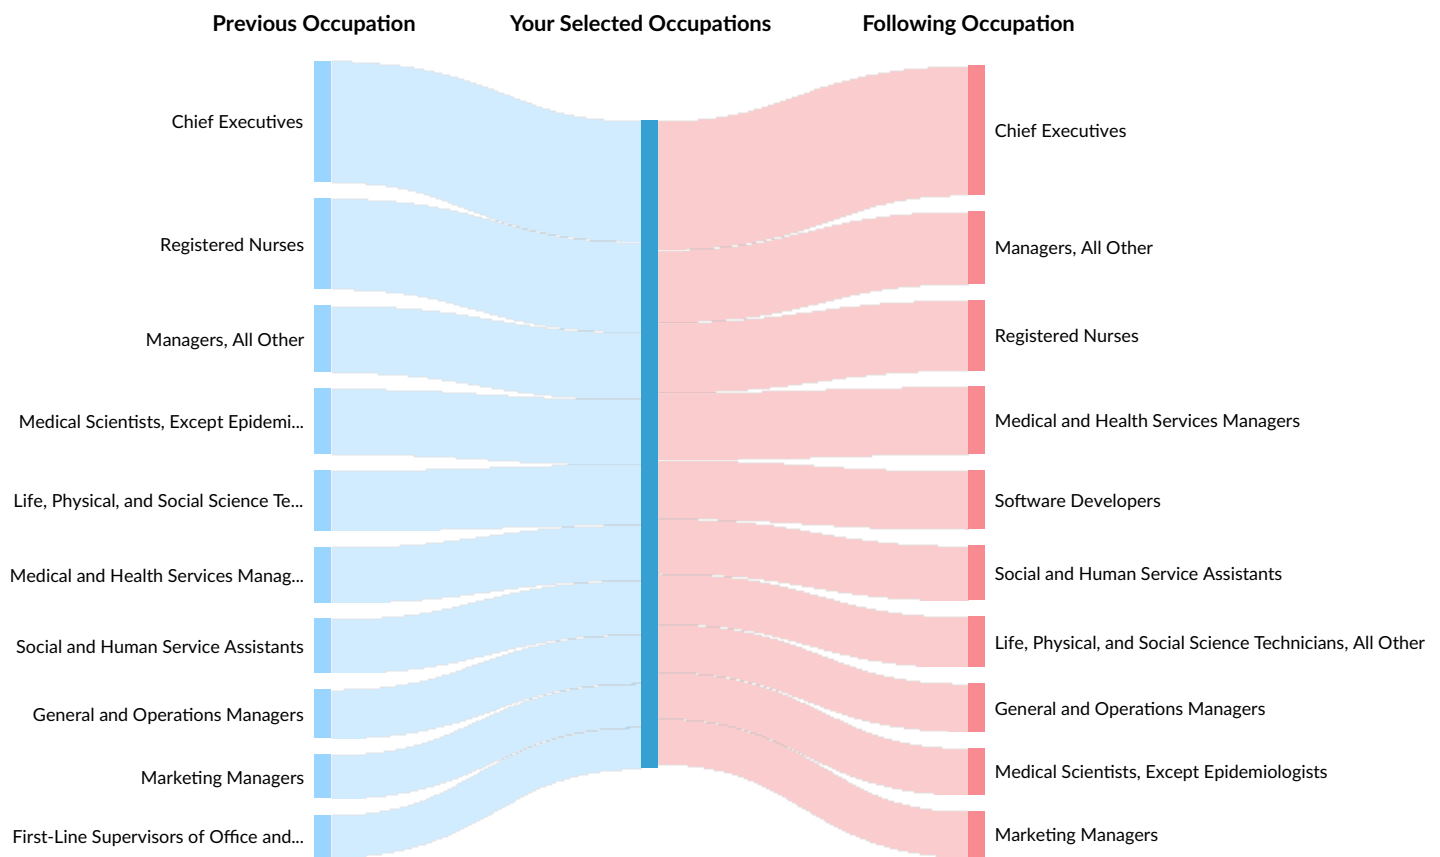 Previous Occupation
Your Selected Occupations
Following Occupation
Chief Executives
Registered Nurses
Managers, All Other
Medical Scientists, Except Epidemi...
Life, Physical, and Social Science Te...
Medical and Health Services Manag...
Social and Human Service Assistants
General and Operations Managers
Marketing Managers
First-Line Supervisors of Office and...
Chief Executives
Managers, All Other
Registered Nurses
Medical and Health Services Managers
Software Developers
Social and Human Service Assistants
Life, Physical, and Social Science Technicians, All Other
General and Operations Managers
Medical Scientists, Except Epidemiologists
Marketing Managers